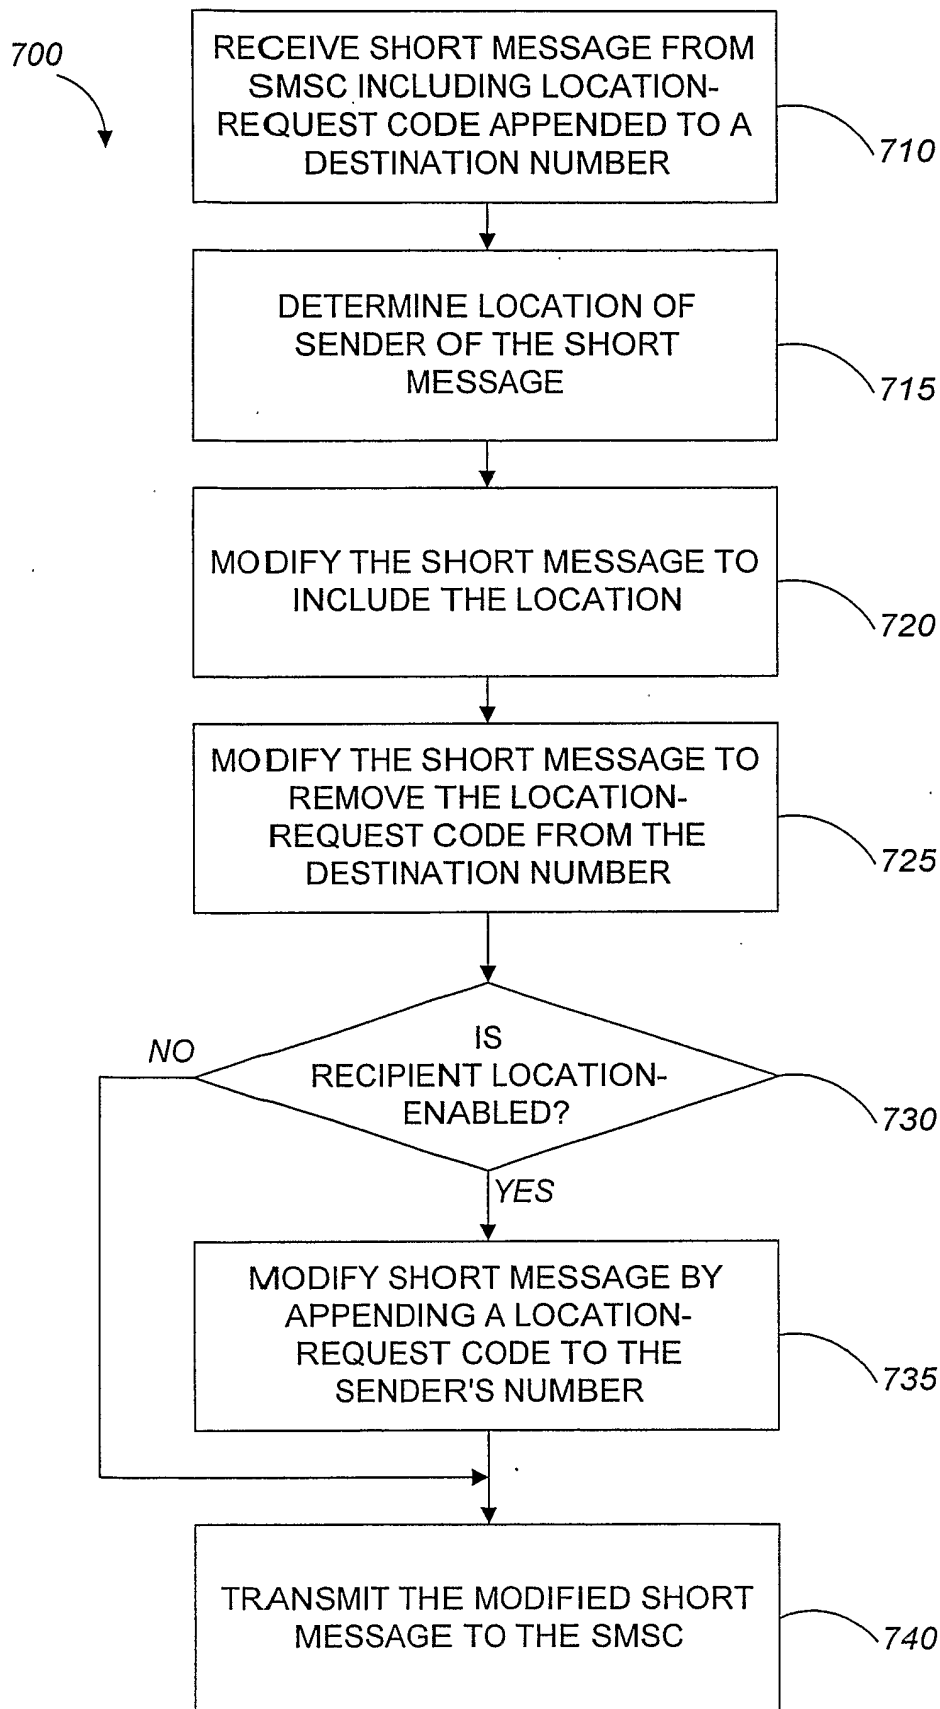 700
RECEIVE SHORT MESSAGE FROM
SMSC INCLUDING LOCATION-
REQUEST CODE APPENDED TO A
DESTINATION NUMBER
710
DETERMINE LOCATION OF
SENDER OF THE SHORT
MESSAGE
715
MODIFY THE SHORT MESSAGE TO
INCLUDE THE LOCATION
720
MODIFY THE SHORT MESSAGE TO
REMOVE THE LOCATION-
REQUEST CODE FROM THE
DESTINATION NUMBER
725
NO
IS
RECIPIENT LOCATION-
ENABLED?
730
YES
MODIFY SHORT MESSAGE BY
APPENDING A LOCATION-
REQUEST CODE TO THE
SENDER'S NUMBER
735
TRANSMIT THE MODIFIED SHORT
MESSAGE TO THE SMSC
740